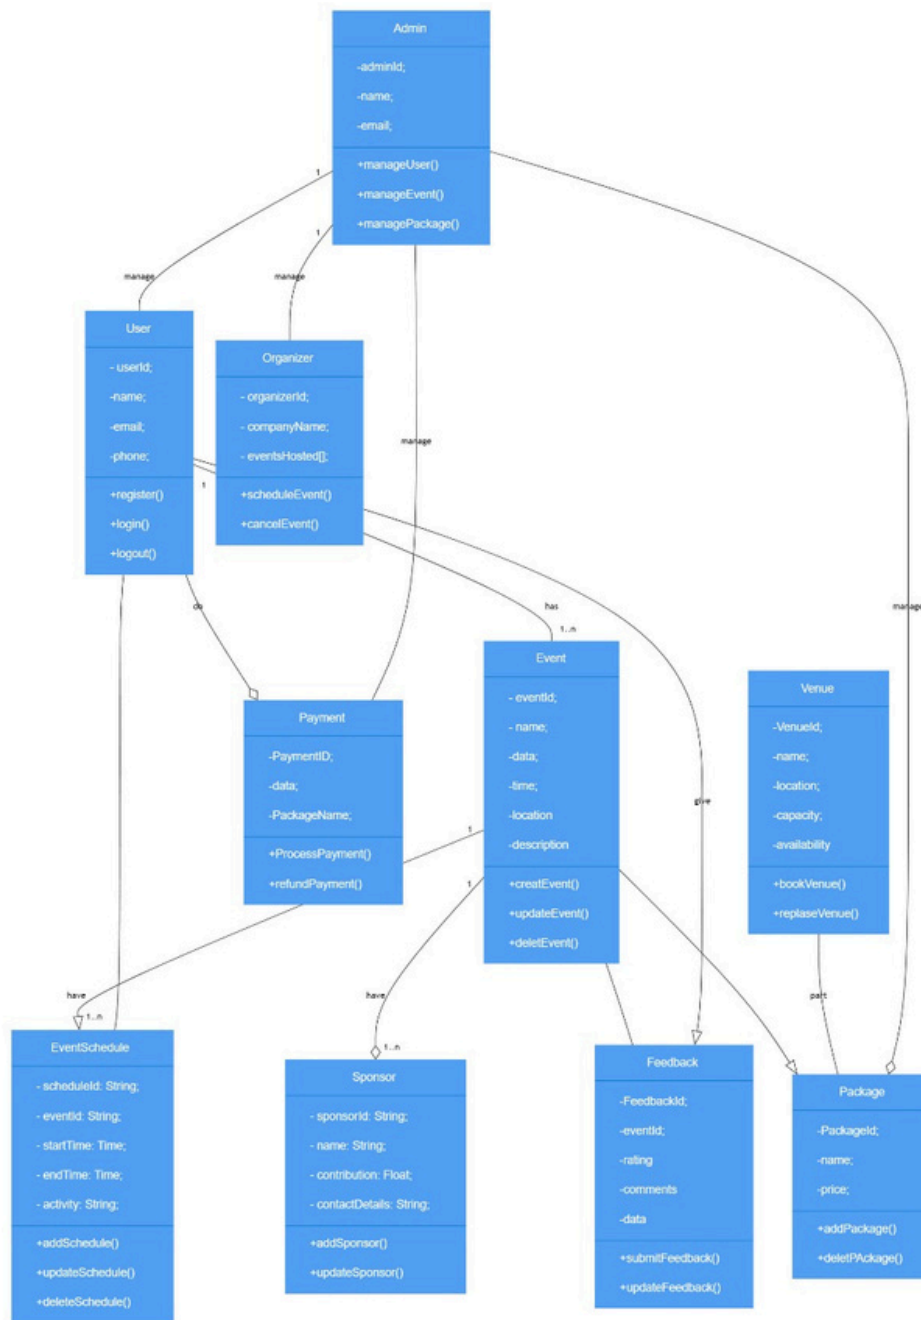 Admin
-adminId;
-name;
-email;
+manageUser()
+manageEvent()
+managePackage()
1
1
manage
manage
User
- userId;
-name;
-email;
-phone;
+register()
+login()
+logout()
Organizer
- organizerId;
- companyName;
- eventsHosted[];
+scheduleEvent()
+cancelEvent()
manage
1
do
has
1..n
manage
Event
- eventId;
- name;
-data;
-time;
-location
-description
+creatEvent()
+updateEvent()
+deletEvent()
Venue
-VenueId;
-name;
-location;
-capacity;
-availability
+bookVenue()
+replaseVenue()
Payment
-PaymentID;
-data;
-PackageName;
+ProcessPayment()
+refundPayment()
give
1
1
have
1..n
have
1..n
part
EventSchedule
- scheduleId: String;
- eventId: String;
- startTime: Time;
- endTime: Time;
- activity: String;
+addSchedule()
+updateSchedule()
+deleteSchedule()
Sponsor
- sponsorId: String;
- name: String;
- contribution: Float;
- contactDetails: String;
+addSponsor()
+updateSponsor()
Feedback
-FeedbackId;
-eventId;
-rating
-comments
-data
+submitFeedback()
+updateFeedback()
Package
-PackageId;
-name;
-price;
+addPackage()
+deletPAckage()